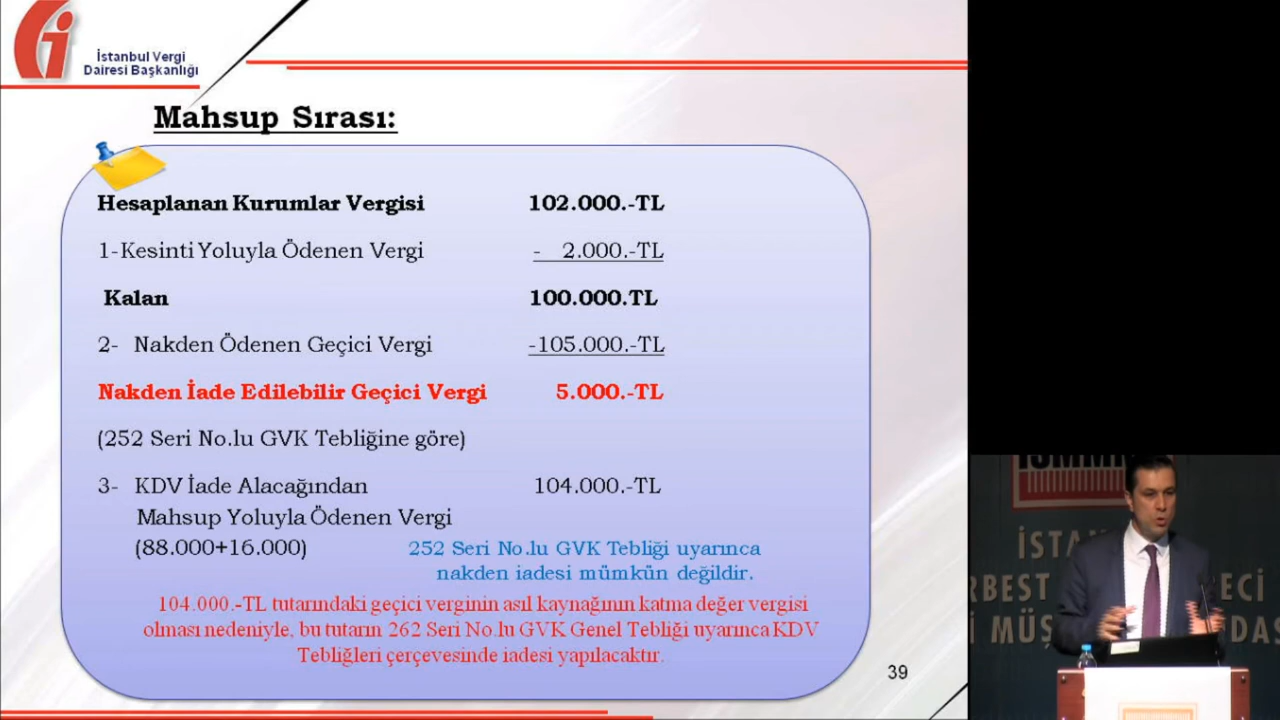 İstanbul Vergi
Dairesi Başkanlığı
Mahsup Sırası:
Hesaplanan Kurumlar Vergisi 102.000.-TL
1-Kesinti Yoluyla Ödenen Vergi - 2.000.-TL
Kalan 100.000.TL
2- Nakden Ödenen Geçici Vergi -105.000.-TL
Nakden İade Edilebilir Geçici Vergi 5.000.-TL
(252 Seri No.lu GVK Tebliğine göre)
3- KDV İade Alacağından 104.000.-TL
Mahsup Yoluyla Ödenen Vergi
(88.000+16.000) 252 Seri No.lu GVK Tebliği uyarınca
nakden iadesi mümkün değildir.
104.000.-TL tutarındaki geçici verginin asıl kaynağının katma değer vergisi
olması nedeniyle, bu tutarın 262 Seri No.lu GVK Genel Tebliği uyarınca KDV
Tebliğleri çerçevesinde iadesi yapılacaktır.
39